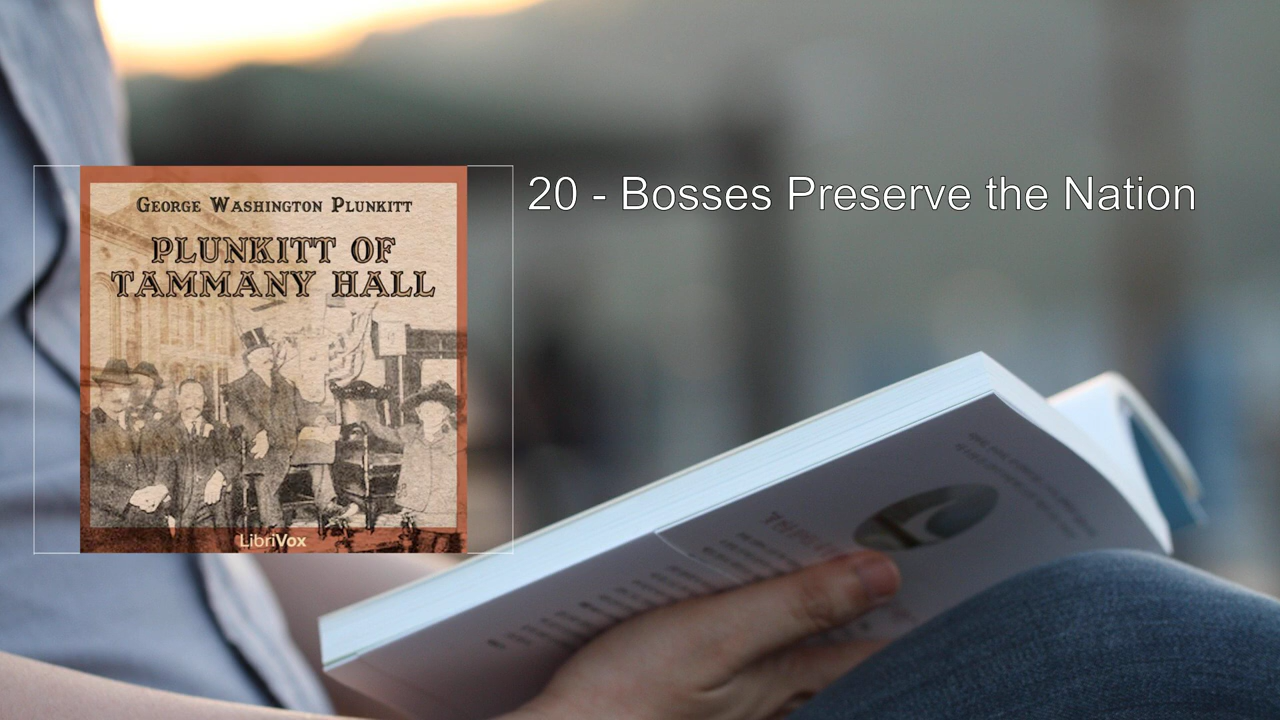 George Washington Plunkitt
PLUNKITT OF
TAMMANY HALL
LibriVox
20 - Bosses Preserve the Nation